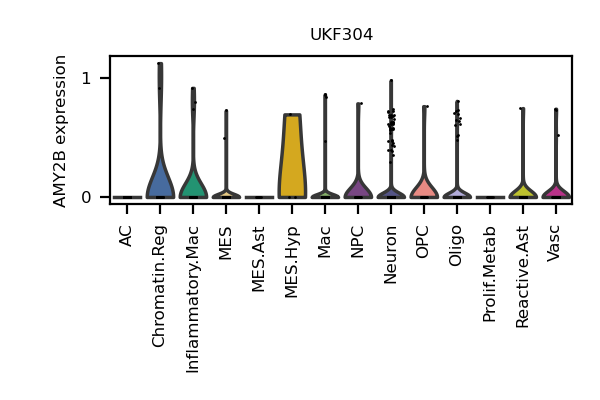 UKF304
AMY2B expression
1
0
AC
Chromatin.Reg
Inflammatory.Mac
MES
MES.Ast
MES.Hyp
Mac
NPC
Neuron
OPC
Oligo
Prolif.Metab
Reactive.Ast
Vasc